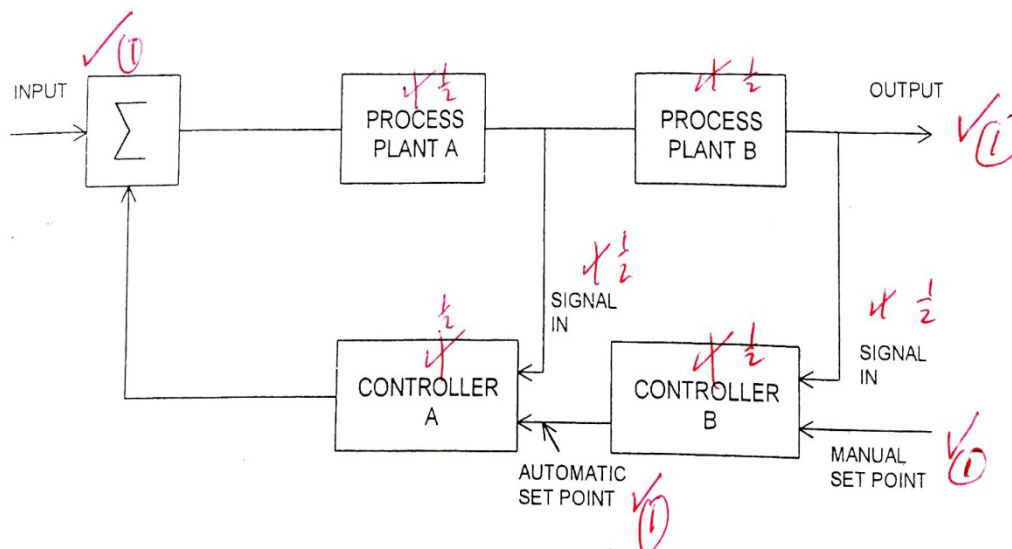 ✓①
½
½
INPUT
OUTPUT
✓①
Σ
PROCESS
PLANT A
PROCESS
PLANT B
½
SIGNAL
IN
½
SIGNAL
IN
½
½
CONTROLLER
A
CONTROLLER
B
AUTOMATIC
SET POINT
✓①
MANUAL
SET POINT
✓①